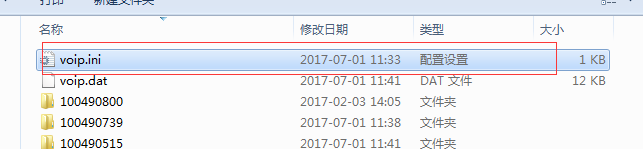 打印 新建文件夹
名称 修改日期 类型 大小
voip.ini 2017-07-01 11:33 配置设置 1 KB
voip.dat 2017-07-01 11:41 DAT 文件 12 KB
100490800 2017-02-03 14:05 文件夹
100490739 2017-07-01 11:38 文件夹
100490515 2017-07-01 11:41 文件夹